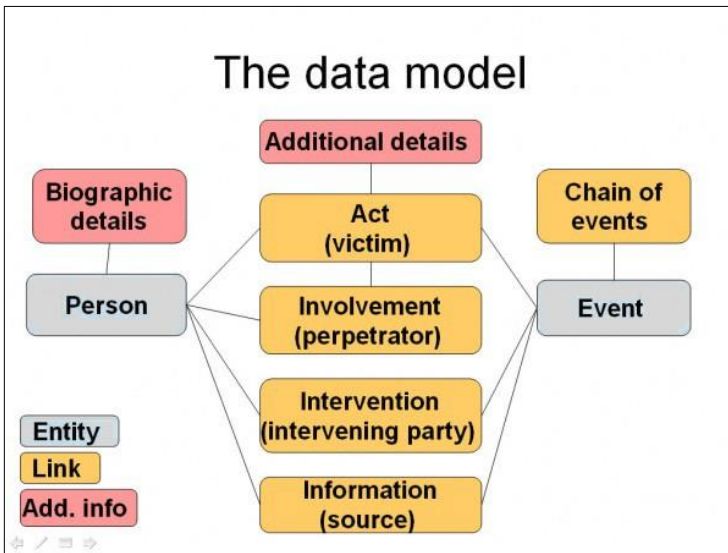 The data model
Additional details
Biographic
details
Act
(victim)
Chain of
events
Person
Involvement
(perpetrator)
Event
Intervention
(intervening party)
Information
(source)
Entity
Link
Add. info